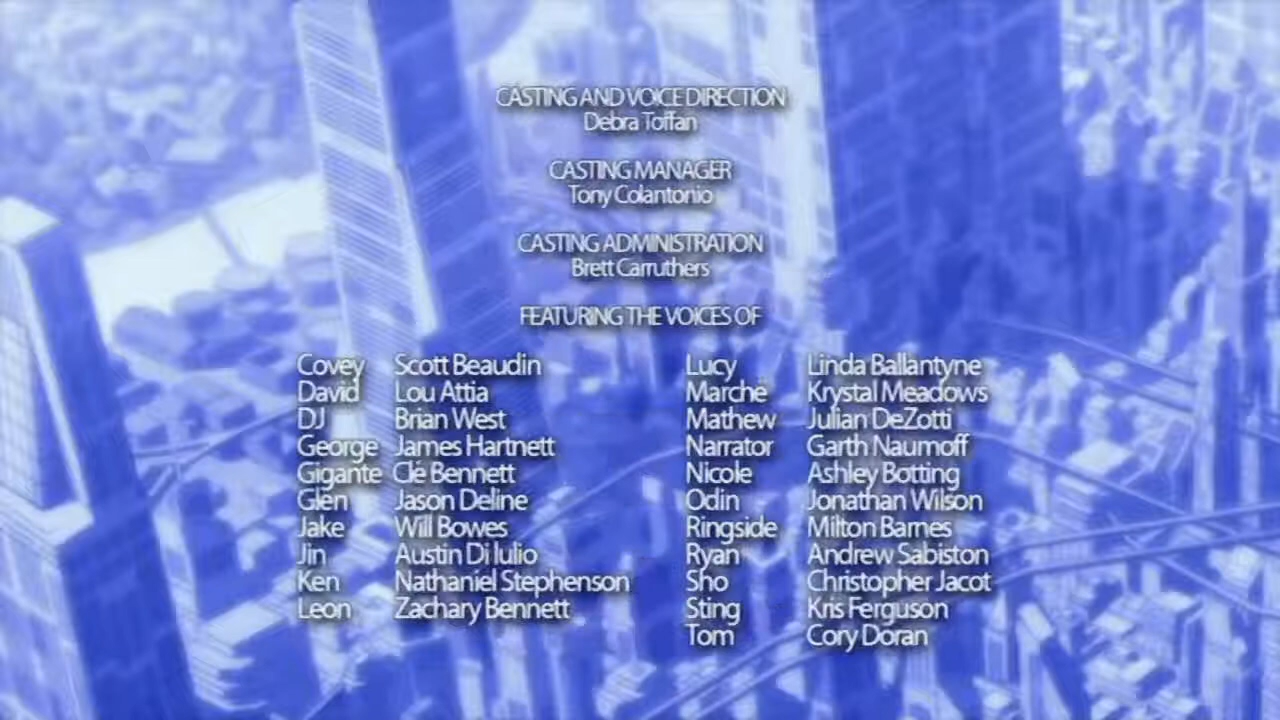 CASTING AND VOICE DIRECTION
Debra Toffan
CASTING MANAGER
Tony Colantonio
CASTING ADMINISTRATION
Brett Carruthers
FEATURING THE VOICES OF
Covey Scott Beaudin
David Lou Attia
DJ Brian West
George James Hartnett
Gigante Clé Bennett
Glen Jason Deline
Jake Will Bowes
Jin Austin Di Iulio
Ken Nathaniel Stephenson
Leon Zachary Bennett
Lucy Linda Ballantyne
Marché Krystal Meadows
Mathew Julian DeZotti
Narrator Garth Naumoff
Nicole Ashley Botting
Odin Jonathan Wilson
Ringside Milton Barnes
Ryan Andrew Sabiston
Sho Christopher Jacot
Sting Kris Ferguson
Tom Cory Doran